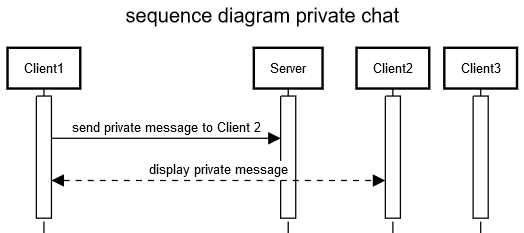 sequence diagram private chat
Client1
Server
Client2
Client3
send private message to Client 2
display private message